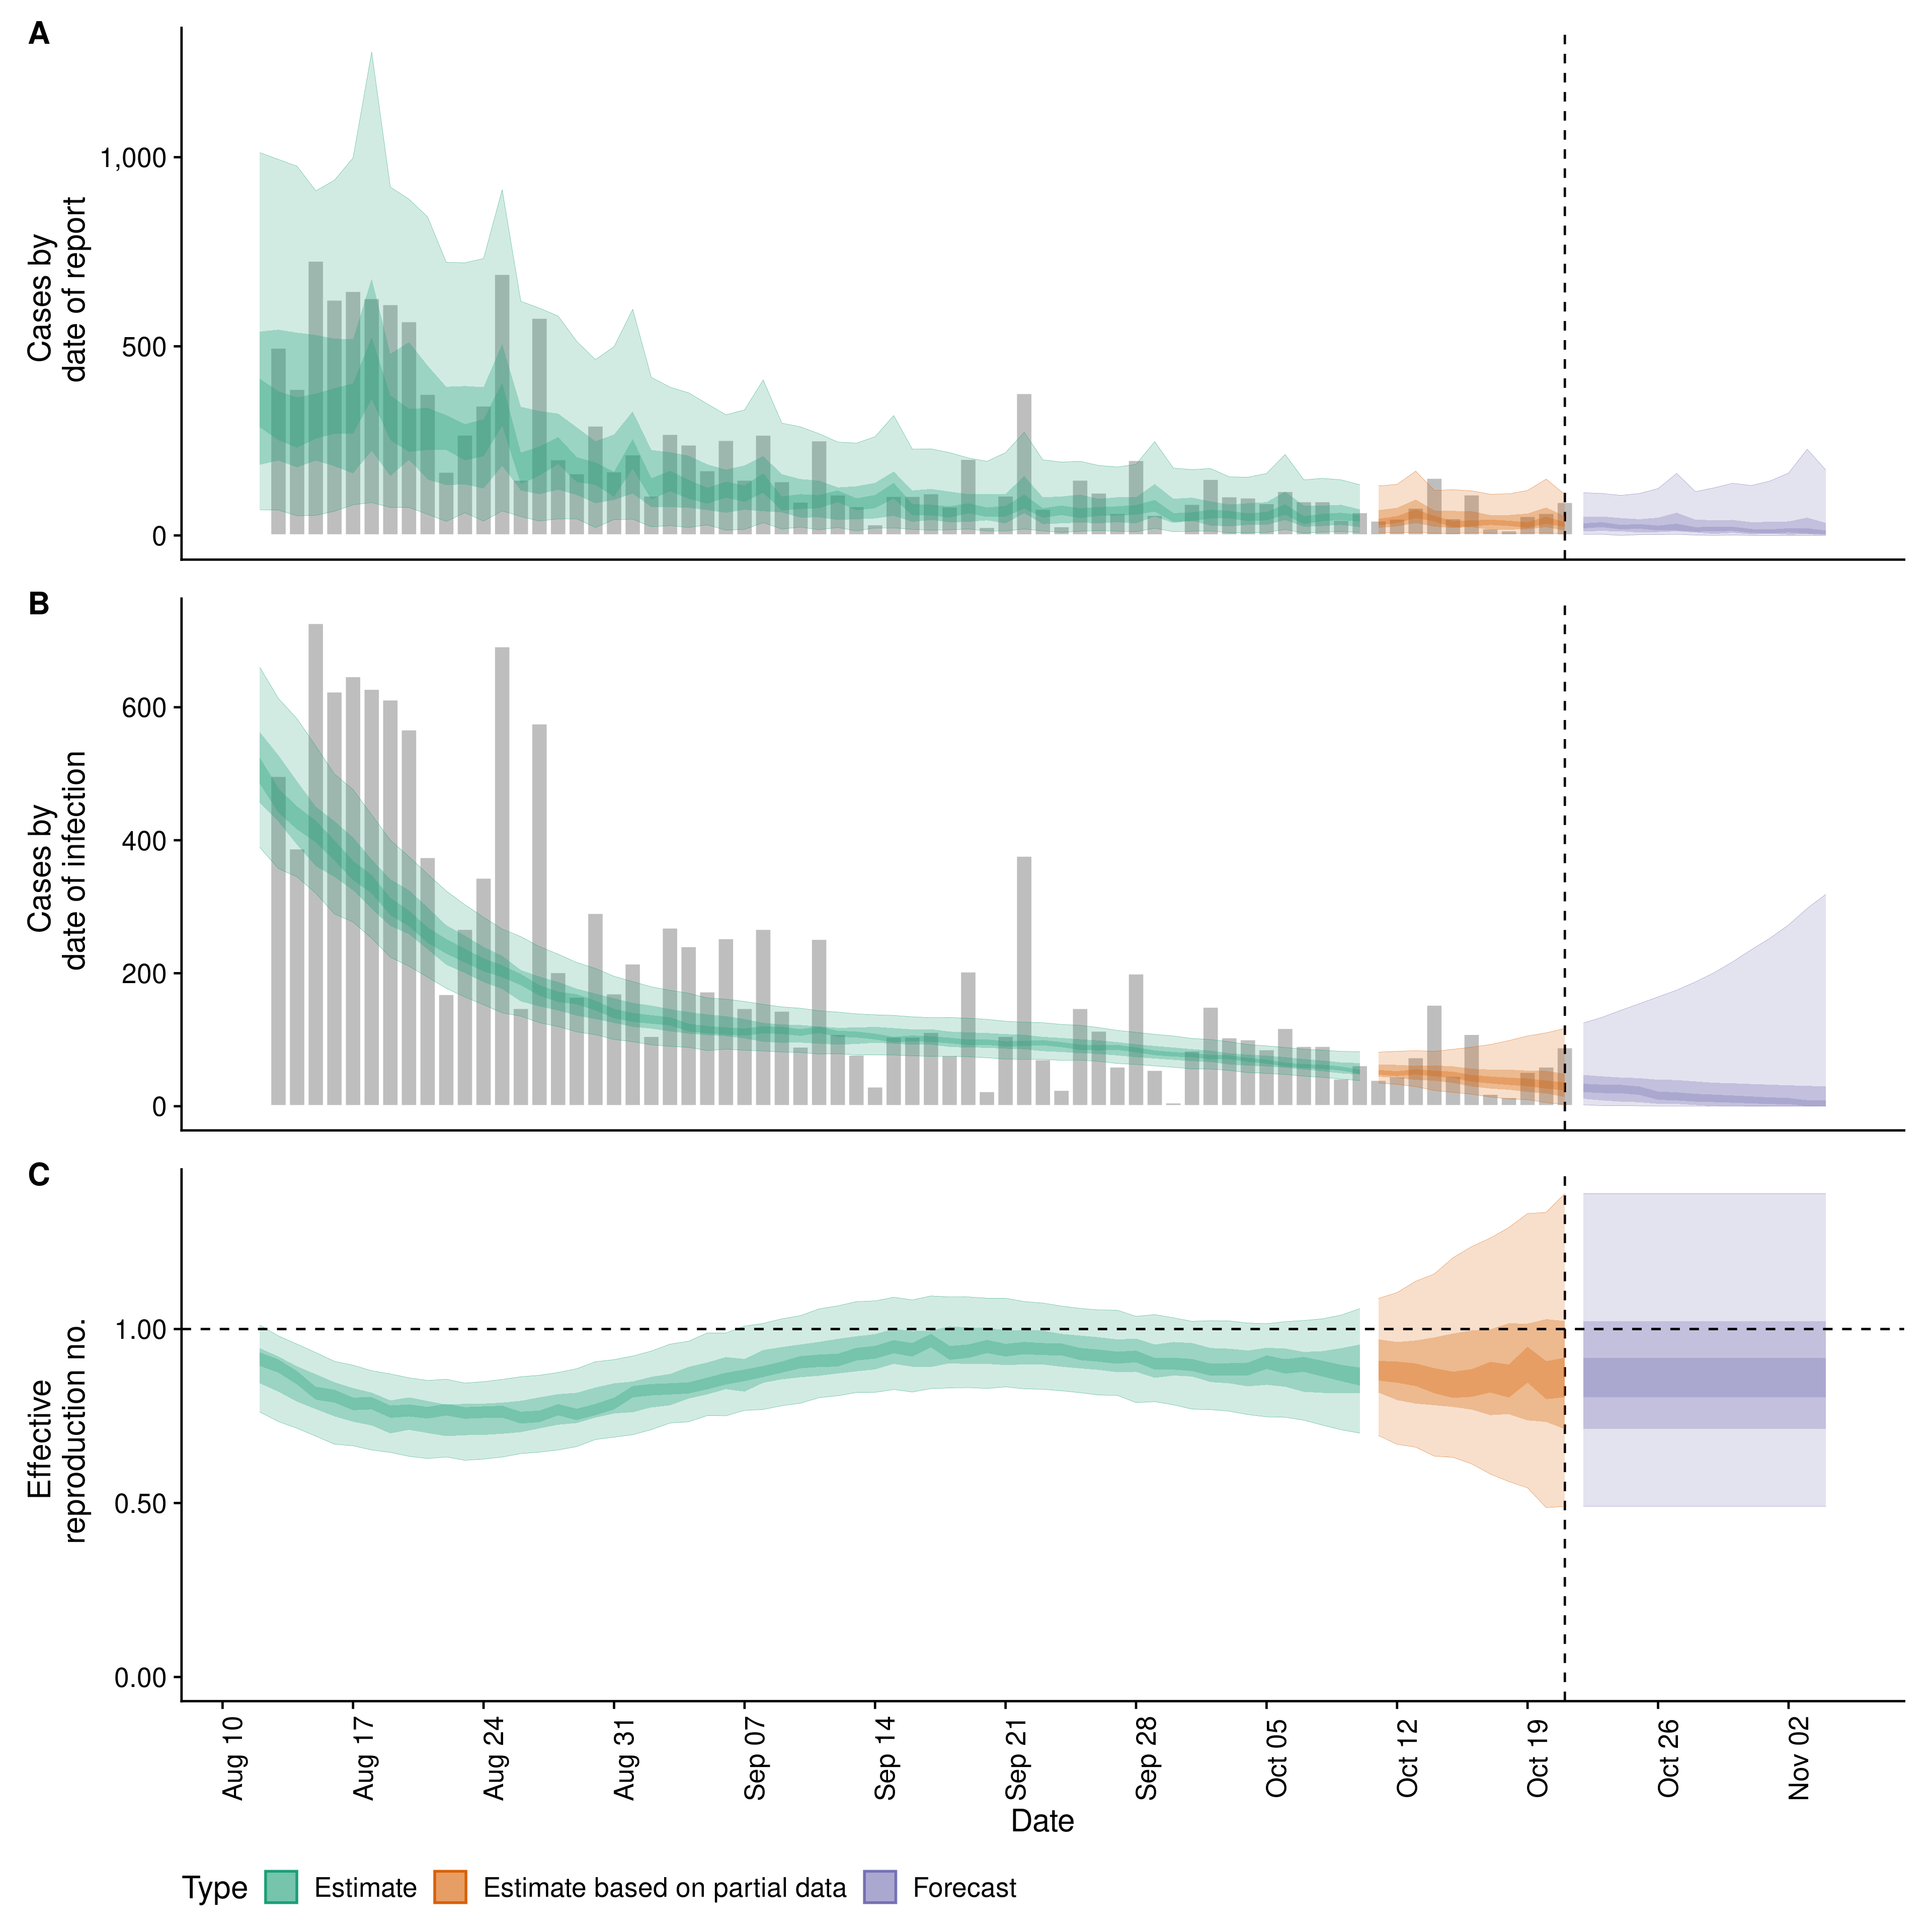 A
Cases by
date of report
1,000
500
0
B
Cases by
date of infection
600
400
200
0
C
Effective
reproduction no.
1.00
0.50
0.00
Aug 10
Aug 17
Aug 24
Aug 31
Sep 07
Sep 14
Sep 21
Sep 28
Oct 05
Oct 12
Oct 19
Oct 26
Nov 02
Date
Type Estimate Estimate based on partial data Forecast